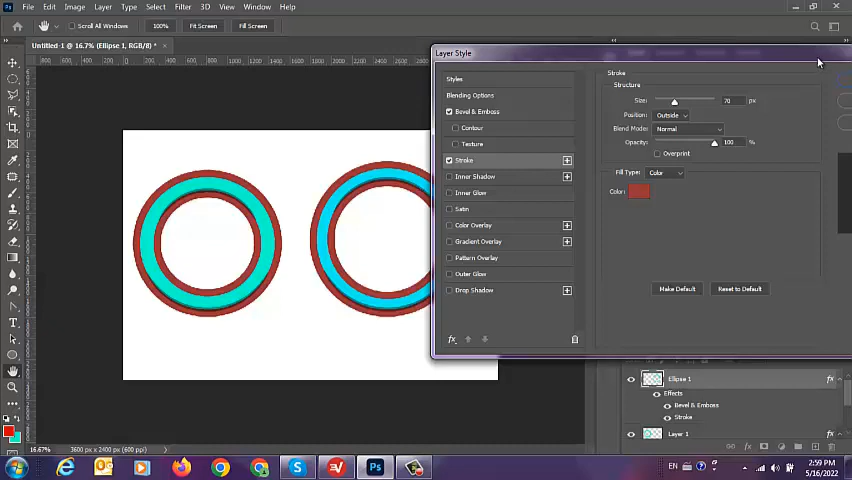 Ps File Edit Image Layer Type Select Filter 3D View Window Help
Scroll All Windows 100% Fit Screen Fill Screen
Untitled-1 @ 16.7% (Ellipse 1, RGB/8) * ×
Layer Style
Styles
Blending Options
Bevel & Emboss
Contour
Texture
Stroke
Inner Shadow
Inner Glow
Satin
Color Overlay
Gradient Overlay
Pattern Overlay
Outer Glow
Drop Shadow
fx
Stroke
Structure
Size: 70 px
Position: Outside
Blend Mode: Normal
Opacity: 100 %
Overprint
Fill Type: Color
Color:
Make Default Reset to Default
Ellipse 1 fx
Effects
Bevel & Emboss
Stroke
Layer 1
16.67% 3600 px x 2400 px (600 ppi)
EN 2:59 PM
5/16/2022